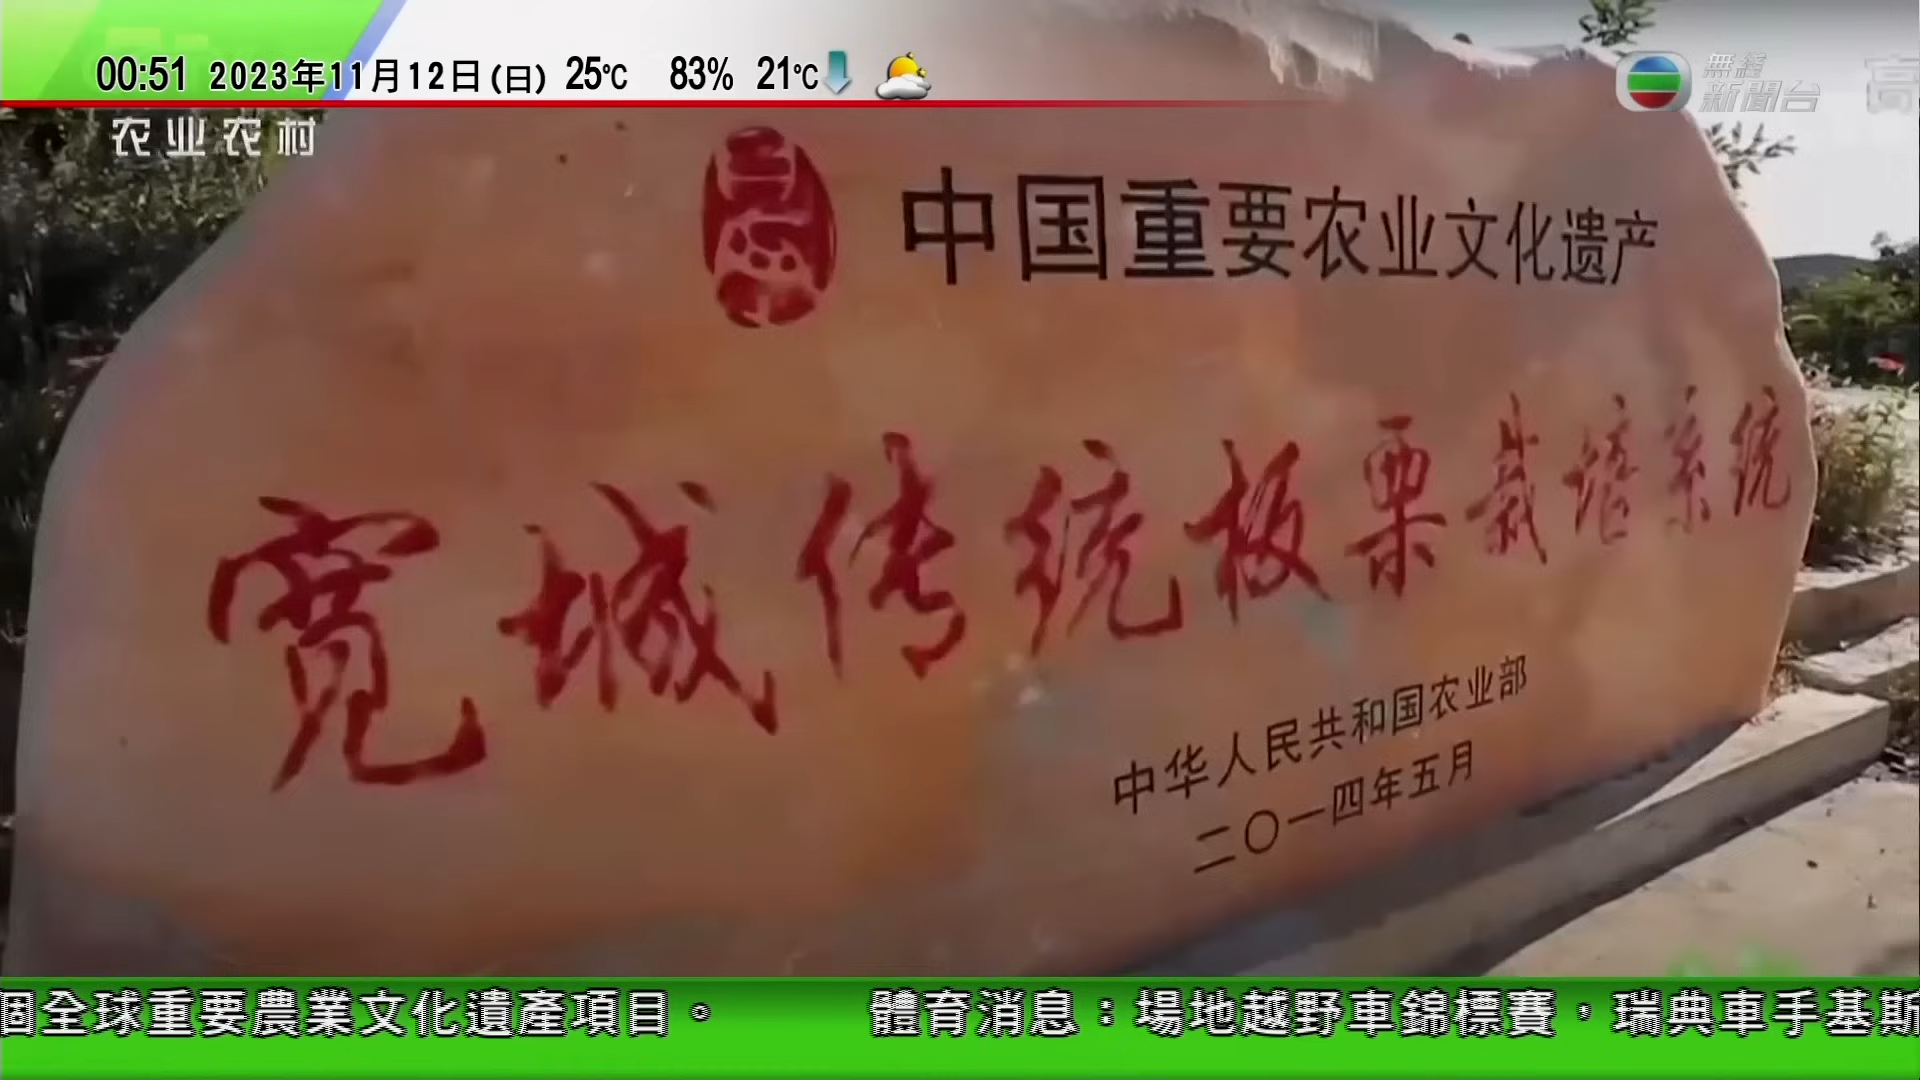 00:51 2023年11月12日(日) 25℃ 83% 21℃
無綫
新聞台
高
农业农村
中国重要农业文化遗产
宽城传统板栗栽培系统
中华人民共和国农业部
二〇一四年五月
個全球重要農業文化遺產項目。 體育消息：場地越野車錦標賽，瑞典車手基斯